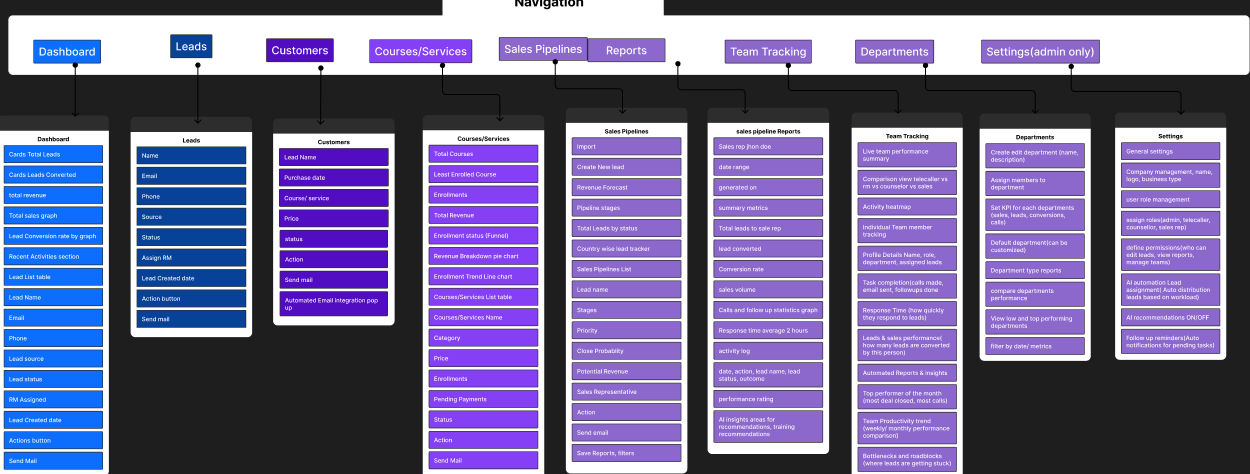 Navigation
Dashboard
Leads
Customers
Courses/Services
Sales Pipelines
Reports
Team Tracking
Departments
Settings(admin only)
Dashboard
Cards Total Leads
Cards Leads Converted
total revenue
Total sales graph
Lead Conversion rate by graph
Recent Activities section
Lead List table
Lead Name
Email
Phone
Lead source
Lead status
RM Assigned
Lead Created date
Actions button
Send Mail
Leads
Name
Email
Phone
Source
Status
Assign RM
Lead Created date
Action button
Send mail
Customers
Lead Name
Purchase date
Course/ service
Price
status
Action
Send mail
Automated Email integration pop
up
Courses/Services
Total Courses
Least Enrolled Course
Enrollments
Total Revenue
Enrollment status (Funnel)
Revenue Breakdown pie chart
Enrollment Trend Line chart
Courses/Services List table
Courses/Services Name
Category
Price
Enrollments
Pending Payments
Status
Action
Send Mail
Sales Pipelines
Import
Create New lead
Revenue Forecast
Pipeline stages
Total Leads by status
Country wise lead tracker
Sales Pipelines List
Lead name
Stages
Priority
Close Probablity
Potential Revenue
Sales Representative
Action
Send email
Save Reports, filters
sales pipeline Reports
Sales rep jhon doe
date range
generated on
summary metrics
Total leads to sale rep
lead converted
Conversion rate
sales volume
Calls and follow up statistics graph
Response time average 2 hours
activity log
date, action, lead name, lead
status, outcome
performance rating
AI insights areas for
recommendations, training
recommendations
Team Tracking
Live team performance
summary
Comparison view telecaller vs
rm vs counselor vs sales
Activity heatmap
Individual Team member
tracking
Profile Details Name, role,
department, assigned leads
Task completion(calls made,
email sent, followups done
Response Time (how quickly
they respond to leads)
Leads & sales performance(
how many leads are converted
by this person)
Automated Reports & insights
Top performer of the month
(most deal closed, most calls)
Team Productivity trend
(weekly/ monthly performance
comparison)
Bottlenecks and roadblocks
(where leads are getting stuck)
Departments
Create edit department (name,
description)
Assign members to
department
Set KPI for each departments
(sales, leads, conversions,
calls)
Default department(can be
customized)
Department type reports
compare departments
performance
View low and top performing
departments
filter by date/ metrics
Settings
General settings
Company management, name,
logo, business type
user role management
assign roles(admin, telecaller,
counsellor, sales rep)
define permissions(who can
edit leads, view reports,
manage teams)
AI automation Lead
assignment( Auto distribution
leads based on workload)
AI recommendations ON/OFF
Follow up reminders(Auto
notifications for pending tasks)